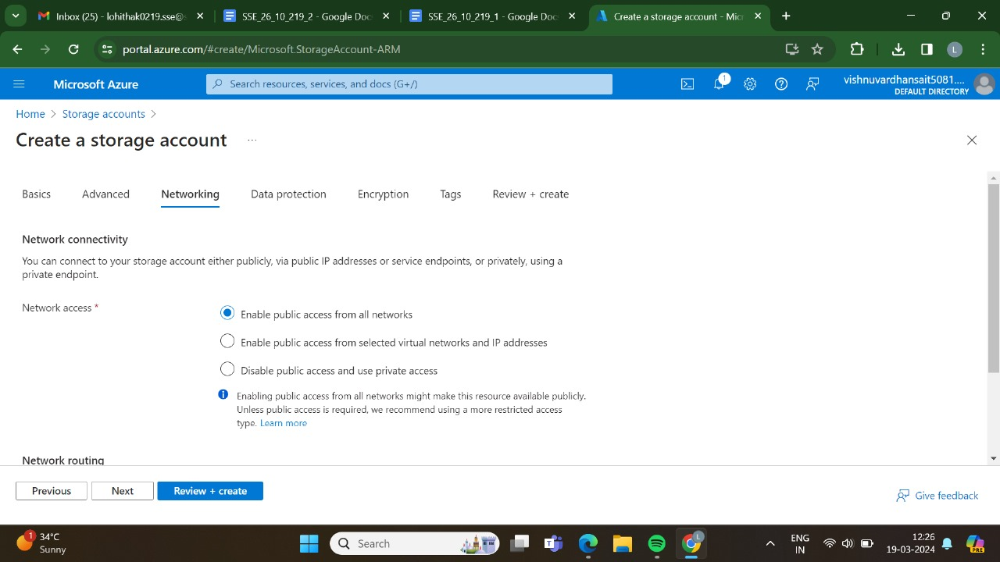 Inbox (25) - lohithak0219.sse@s
SSE_26_10_219_2 - Google Doc
SSE_26_10_219_1 - Google Doc
Create a storage account - Mic
portal.azure.com/#create/Microsoft.StorageAccount-ARM
L
Microsoft Azure
Search resources, services, and docs (G+/)
1
vishnuvardhansait5081....
DEFAULT DIRECTORY
Home > Storage accounts >
Create a storage account ...
Basics Advanced Networking Data protection Encryption Tags Review + create
Network connectivity
You can connect to your storage account either publicly, via public IP addresses or service endpoints, or privately, using a
private endpoint.
Network access *
Enable public access from all networks
Enable public access from selected virtual networks and IP addresses
Disable public access and use private access
Enabling public access from all networks might make this resource available publicly.
Unless public access is required, we recommend using a more restricted access
type. Learn more
Network routing
Previous Next Review + create
Give feedback
1
34°C
Sunny
Search
L
ENG
IN
12:26
19-03-2024
PRE